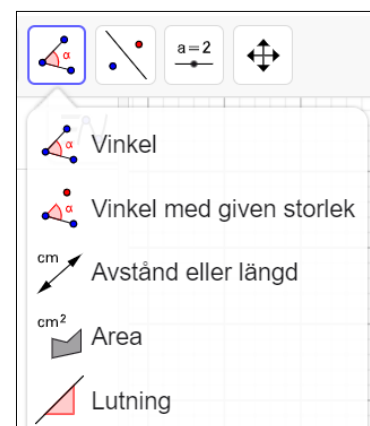 α
a=2
α
Vinkel
α
Vinkel med given storlek
cm
Avstånd eller längd
cm²
Area
Lutning